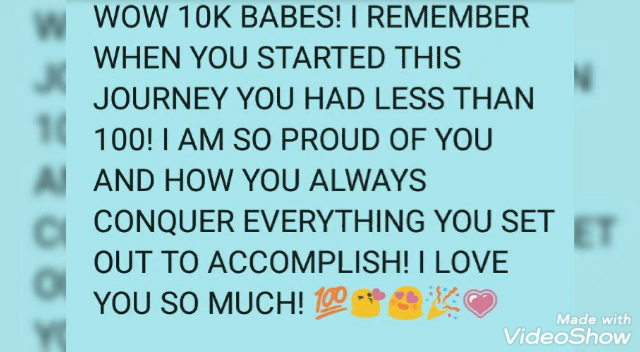 WOW 10K BABES! I REMEMBER
WHEN YOU STARTED THIS
JOURNEY YOU HAD LESS THAN
100! I AM SO PROUD OF YOU
AND HOW YOU ALWAYS
CONQUER EVERYTHING YOU SET
OUT TO ACCOMPLISH! I LOVE
YOU SO MUCH! 💯😘😍🎉💗
Made with
VideoShow